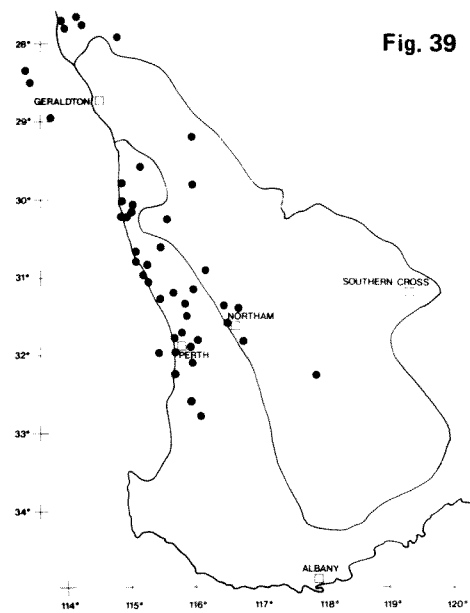 Fig. 39
28°
GERALDTON
29°
30°
31°
SOUTHERN CROSS
NORTHAM
32°
PERTH
33°
34°
ALBANY
114° 115° 116° 117° 118° 119° 120°